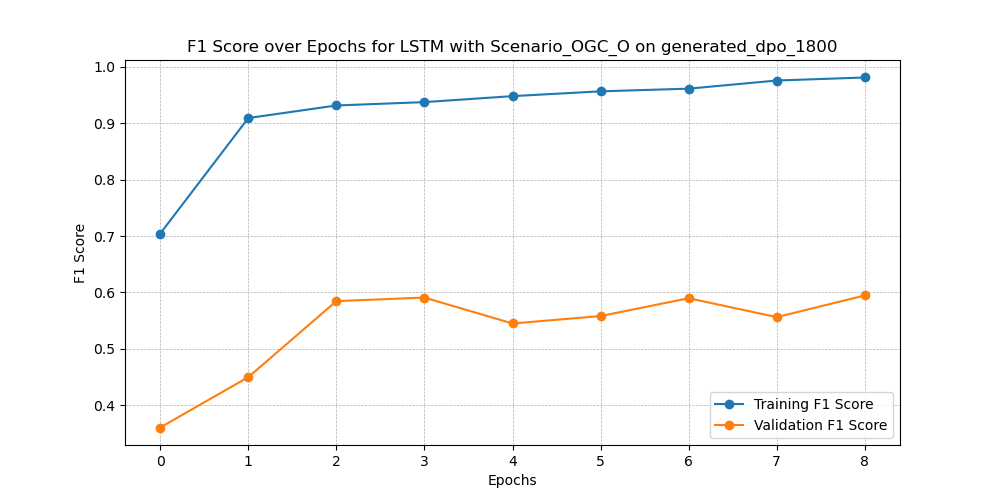 F1 Score over Epochs for LSTM with Scenario_OGC_O on generated_dpo_1800
1.0
0.9
0.8
0.7
0.6
0.5
0.4
F1 Score
0 1 2 3 4 5 6 7 8
Epochs
Training F1 Score
Validation F1 Score